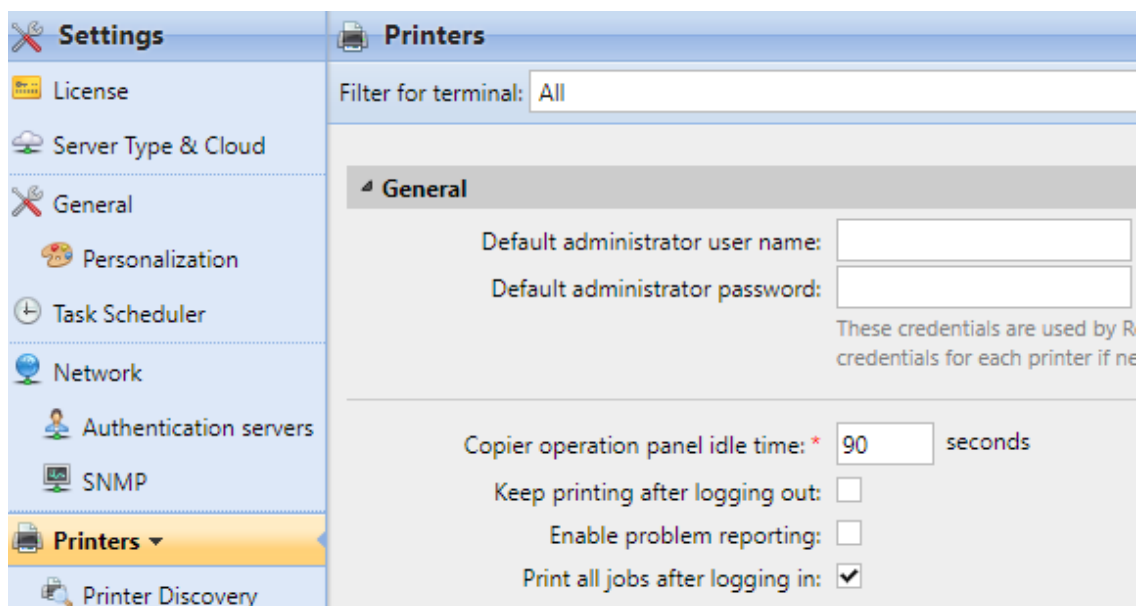 Settings
License
Server Type & Cloud
General
Personalization
Task Scheduler
Network
Authentication servers
SNMP
Printers
Printer Discovery
Printers
Filter for terminal: All
General
Default administrator user name:
Default administrator password:
These credentials are used by
credentials for each printer if
Copier operation panel idle time: * 90 seconds
Keep printing after logging out:
Enable problem reporting:
Print all jobs after logging in: